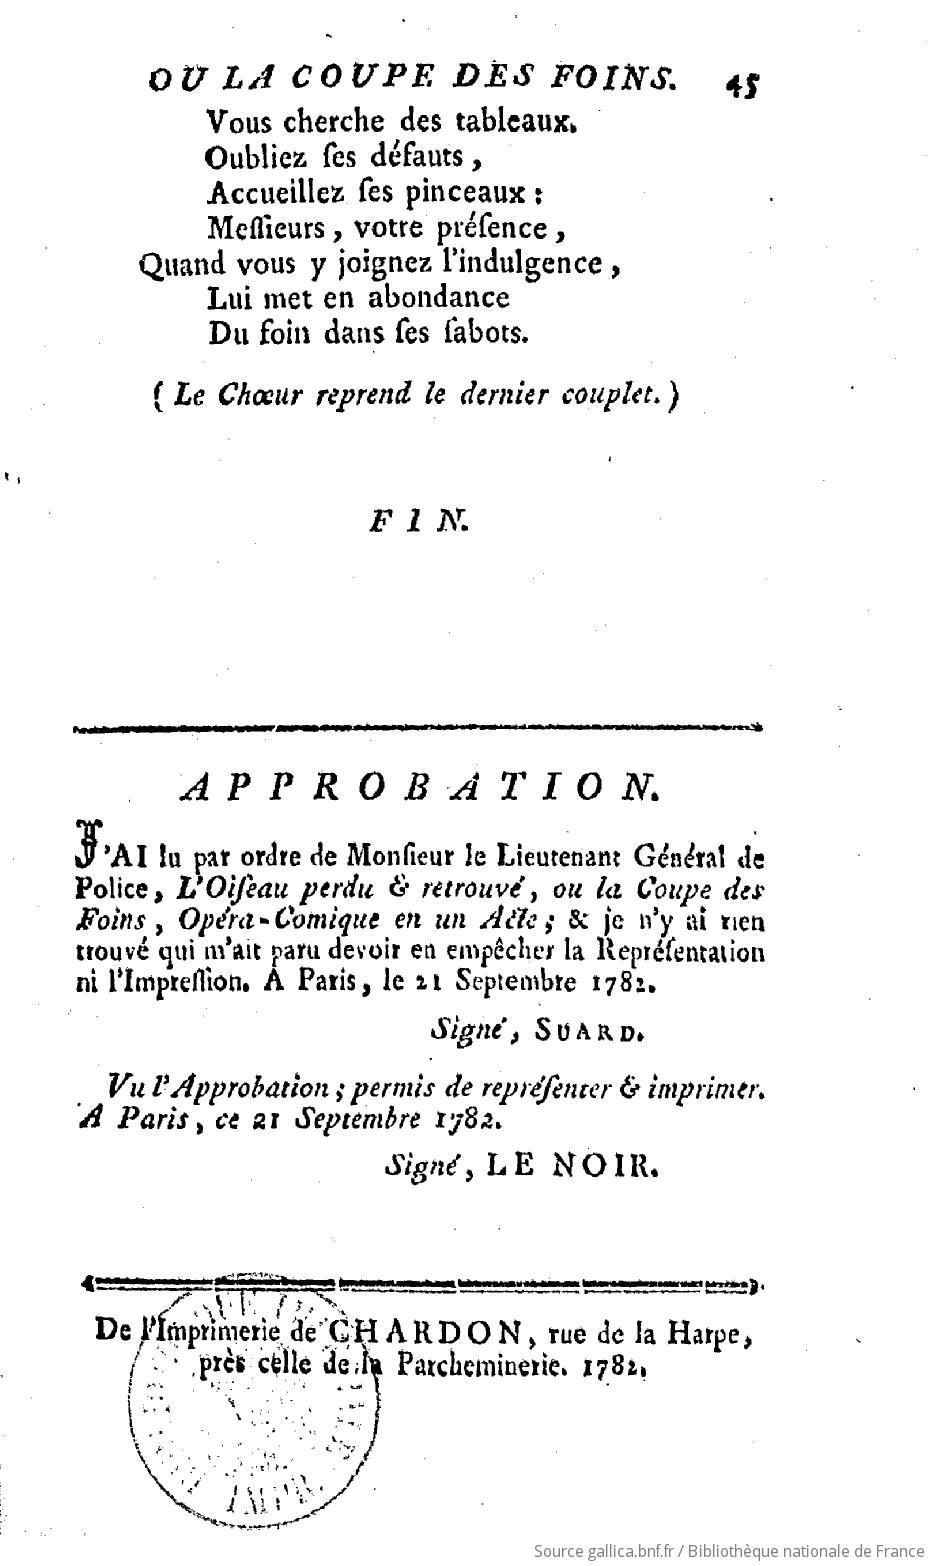 OU LA COUPE DES FOINS. 45
Vous cherche des tableaux.
Oubliez ſes défauts,
Accueillez ſes pinceaux :
Meſſieurs, votre préſence,
Quand vous y joignez l'indulgence,
Lui met en abondance
Du foin dans ſes ſabots.
( Le Chœur reprend le dernier couplet. )
FIN.
APPROBATION.
J'AI lu par ordre de Monſieur le Lieutenant Général de
Police, L'Oiſeau perdu & retrouvé, ou la Coupe des
Foins, Opéra-Comique en un Acte ; & je n'y ai rien
trouvé qui m'ait paru devoir en empêcher la Repréſentation
ni l'Impreſſion. A Paris, le 21 Septembre 1782.
Signé, SUARD.
Vu l'Approbation ; permis de repréſenter & imprimer.
A Paris, ce 21 Septembre 1782.
Signé, LE NOIR.
De l'Imprimerie de CHARDON, rue de la Harpe,
près celle de la Parcheminerie. 1782.
Source gallica.bnf.fr / Bibliothèque nationale de France